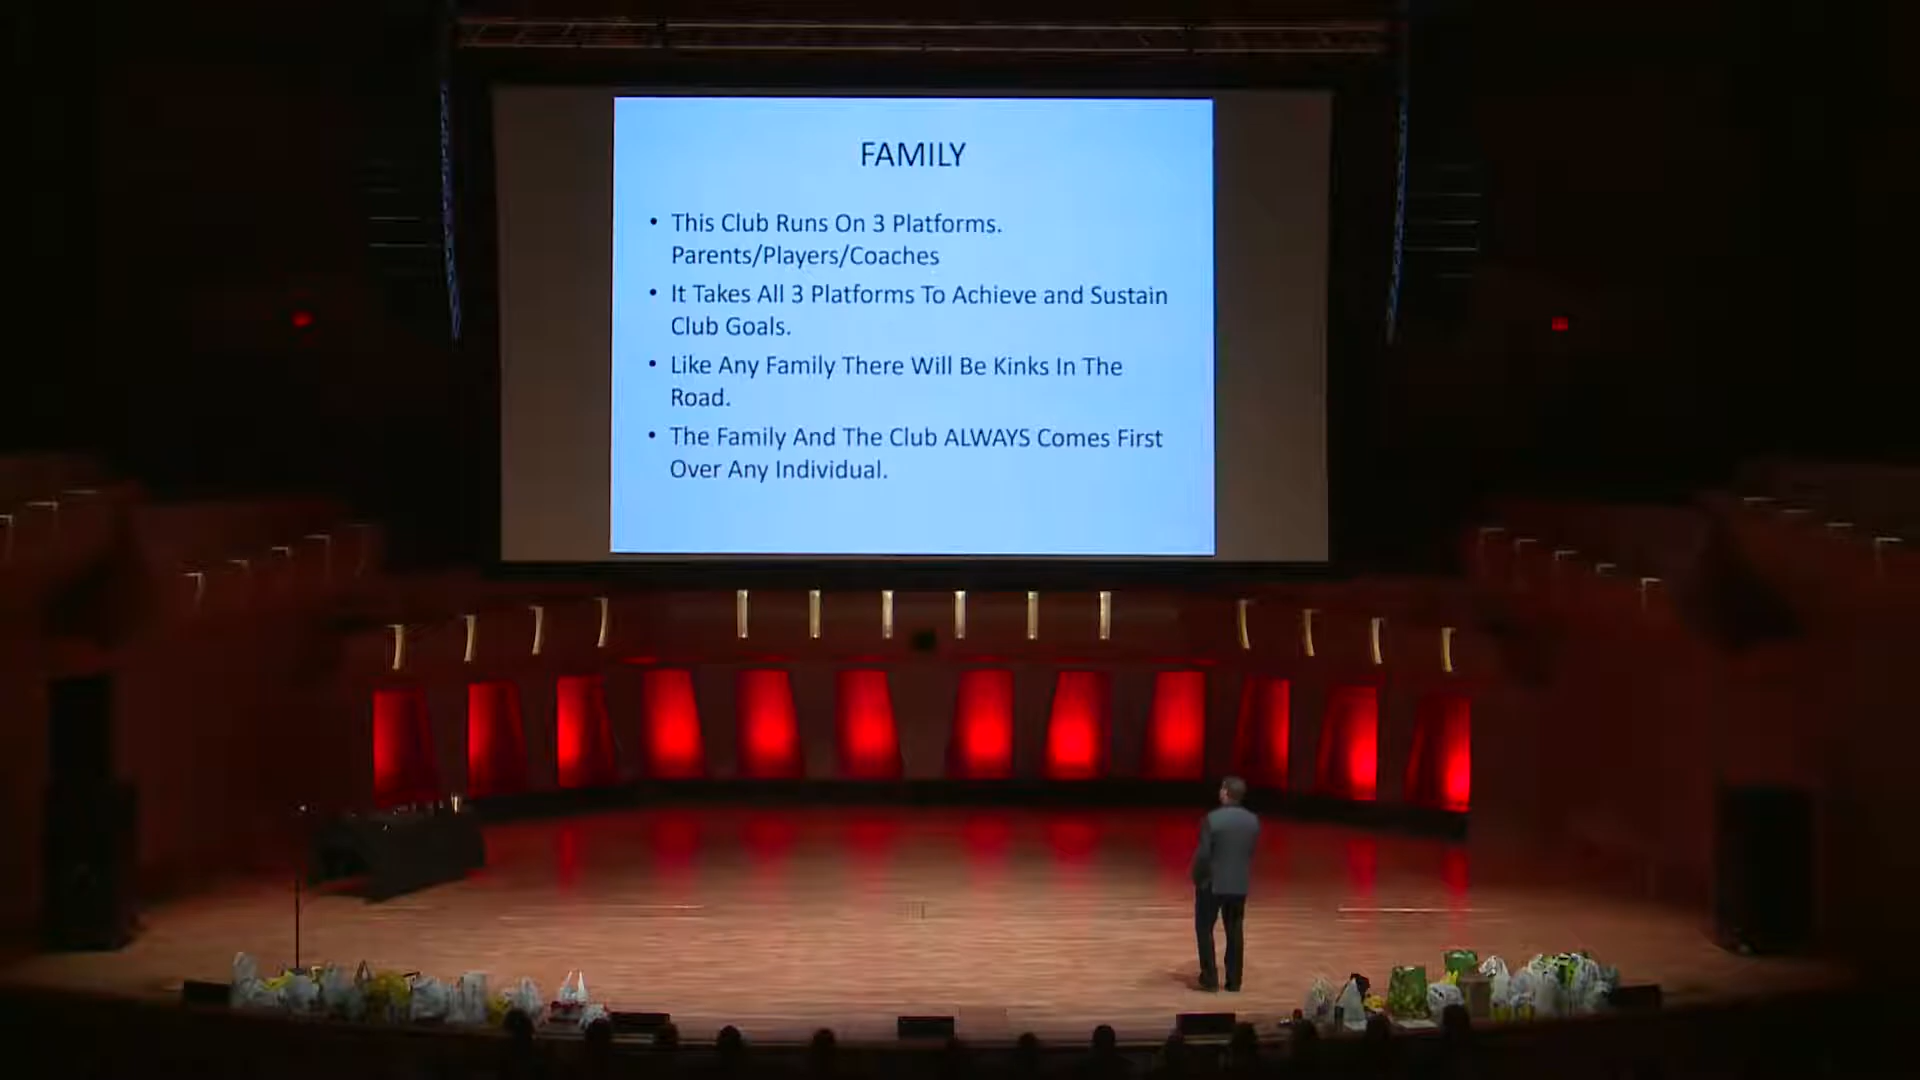 FAMILY
• This Club Runs On 3 Platforms.
Parents/Players/Coaches
• It Takes All 3 Platforms To Achieve and Sustain
Club Goals.
• Like Any Family There Will Be Kinks In The
Road.
• The Family And The Club ALWAYS Comes First
Over Any Individual.